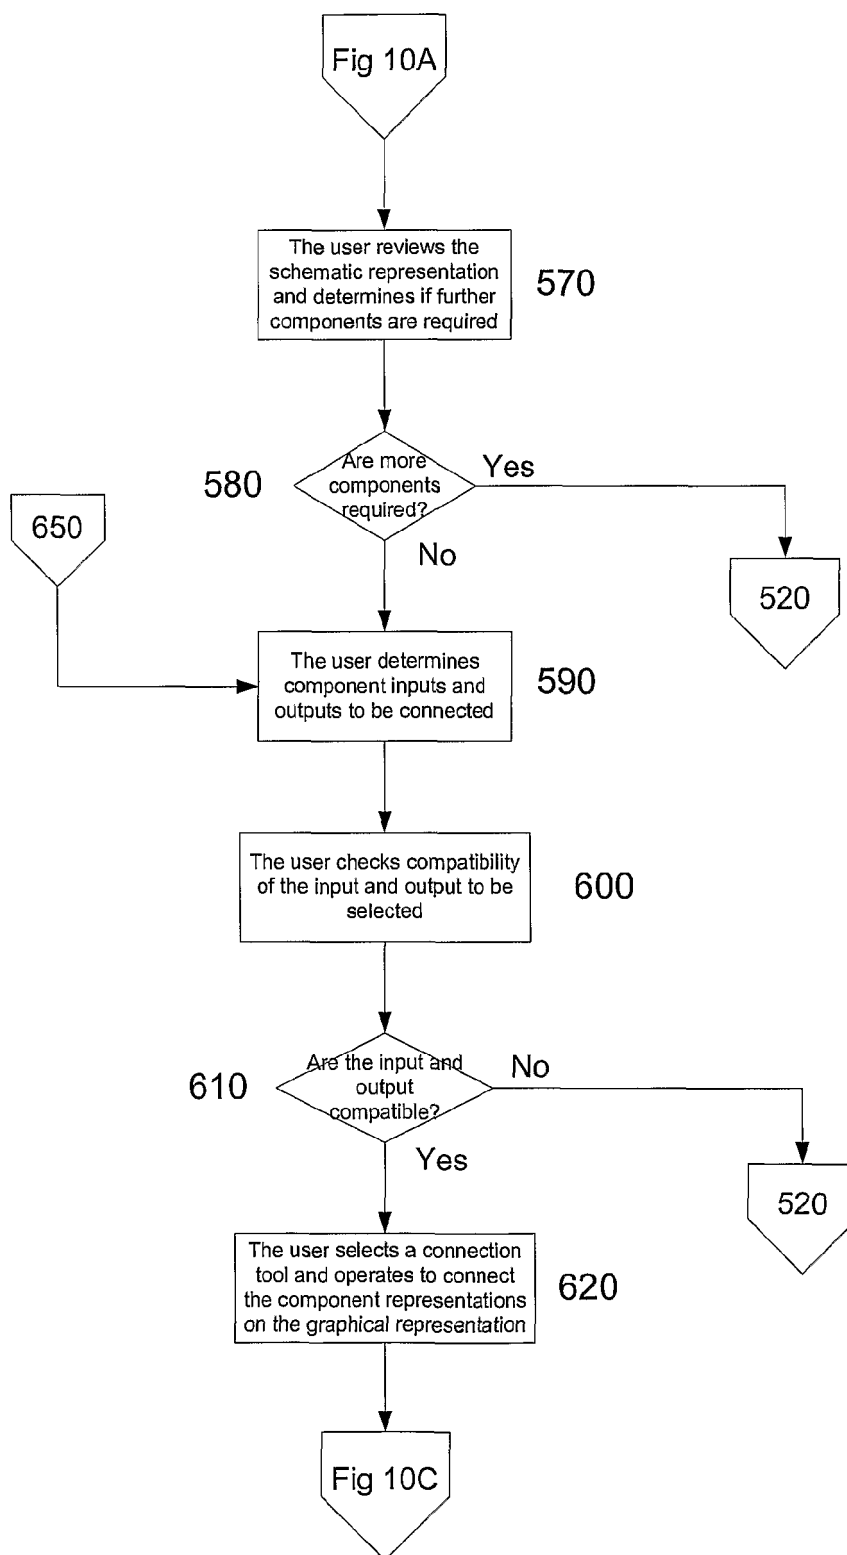 Fig 10A
The user reviews the
schematic representation
and determines if further
components are required
570
580
Are more
components
required?
Yes
650
No
520
The user determines
component inputs and
outputs to be connected
590
The user checks compatibility
of the input and output to be
selected
600
610
Are the input and
output
compatible?
No
Yes
520
The user selects a connection
tool and operates to connect
the component representations
on the graphical representation
620
Fig 10C